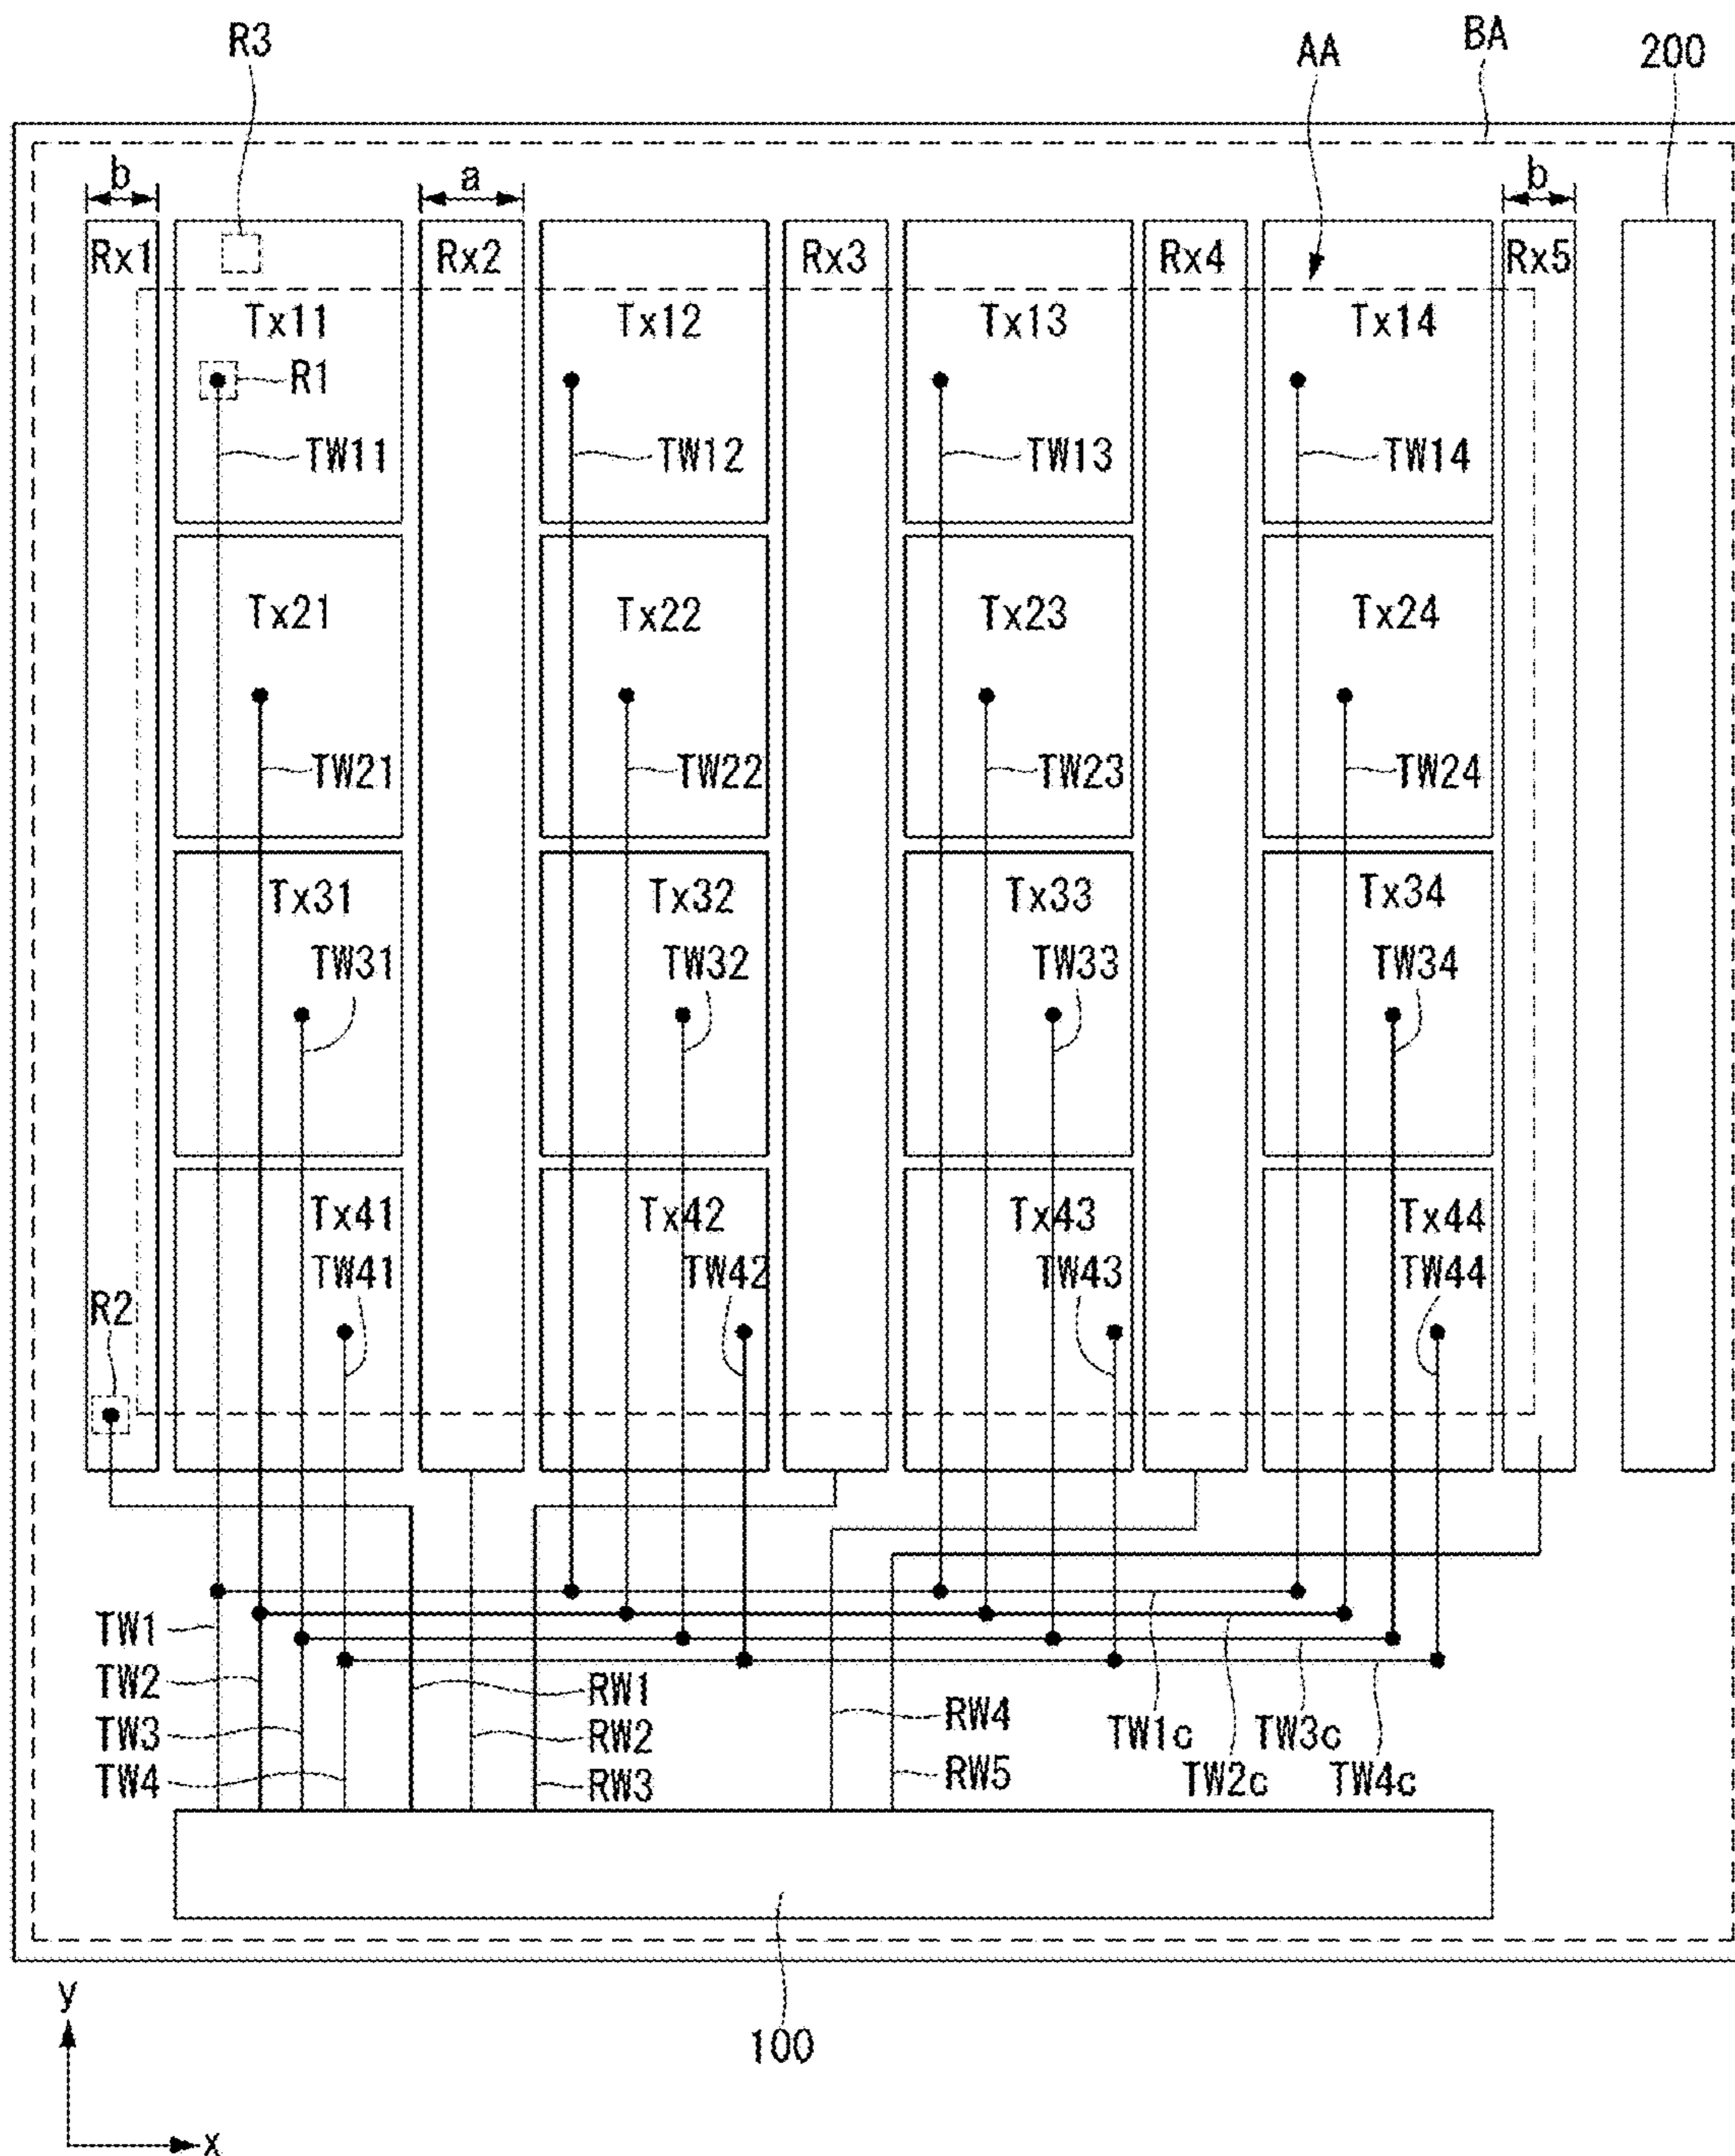 R3 AA BA 200
b a b
Rx1 Rx2 Rx3 Rx4 Rx5
Tx11 Tx12 Tx13 Tx14
R1
TW11 TW12 TW13 TW14
Tx21 Tx22 Tx23 Tx24
TW21 TW22 TW23 TW24
Tx31 Tx32 Tx33 Tx34
TW31 TW32 TW33 TW34
Tx41 Tx42 Tx43 Tx44
TW41 TW42 TW43 TW44
R2
TW1
TW2 RW1 RW4
TW3 RW2 TW1c TW3c
TW4 RW3 RW5 TW2c TW4c
y
100
x